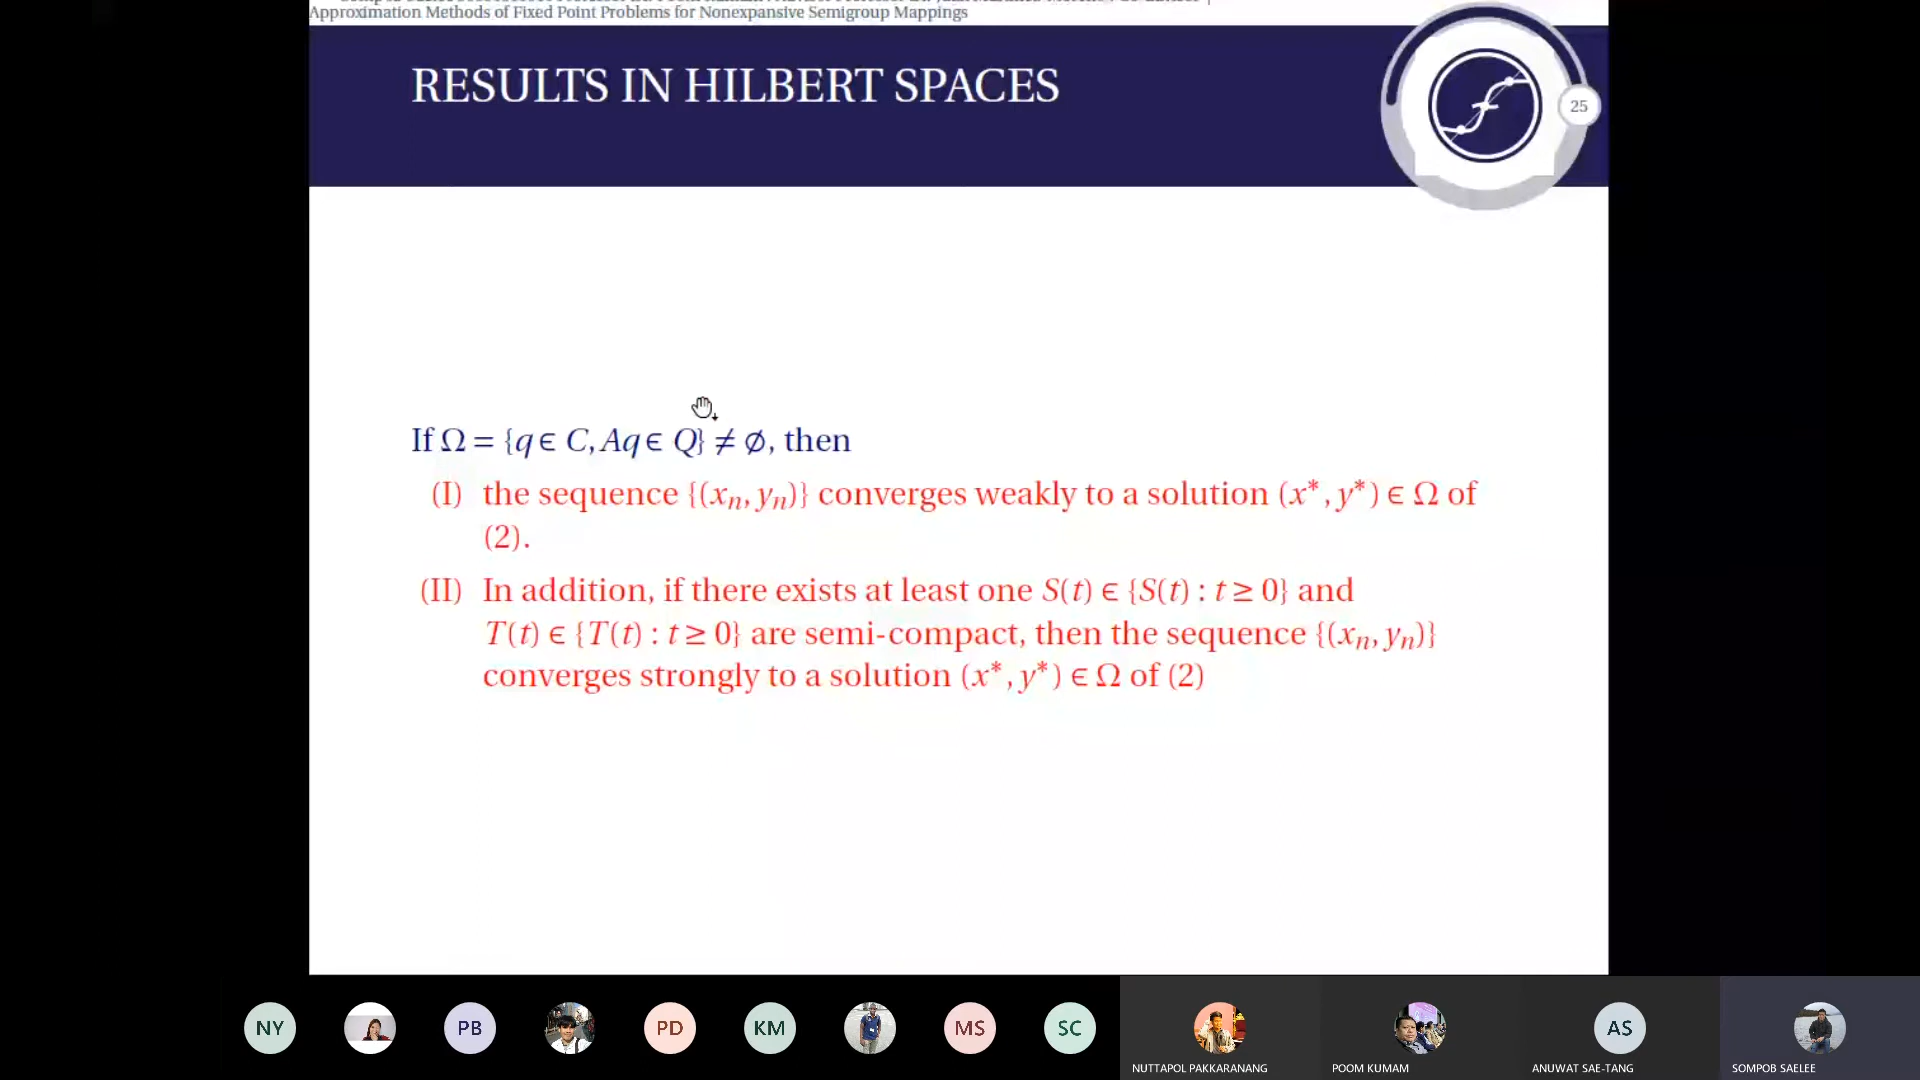 Approximation Methods of Fixed Point Problems for Nonexpansive Semigroup Mappings
RESULTS IN HILBERT SPACES
25
If Ω = {q ∈ C, Aq ∈ Q} ≠ ∅, then
(I) the sequence {(xₙ, yₙ)} converges weakly to a solution (x*, y*) ∈ Ω of
(2).
(II) In addition, if there exists at least one S(t) ∈ {S(t) : t ≥ 0} and
T(t) ∈ {T(t) : t ≥ 0} are semi-compact, then the sequence {(xₙ, yₙ)}
converges strongly to a solution (x*, y*) ∈ Ω of (2)
NY
PB
PD
KM
MS
SC
AS
NUTTAPOL PAKKARANANG
POOM KUMAM
ANUWAT SAE-TANG
SOMPOB SAELEE